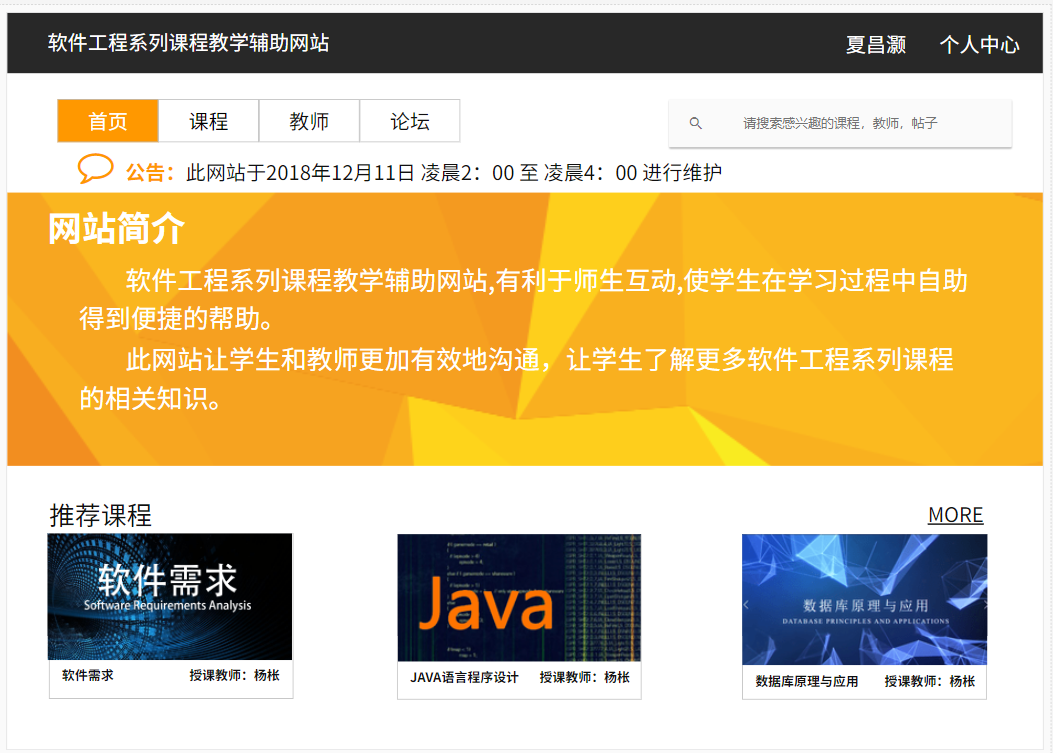 软件工程系列课程教学辅助网站
夏昌灏 个人中心
首页 课程 教师 论坛
请搜索感兴趣的课程，教师，帖子
公告：此网站于2018年12月11日 凌晨2：00 至 凌晨4：00 进行维护
网站简介
软件工程系列课程教学辅助网站,有利于师生互动,使学生在学习过程中自助
得到便捷的帮助。
此网站让学生和教师更加有效地沟通，让学生了解更多软件工程系列课程
的相关知识。
推荐课程
MORE
软件需求
Software Requirements Analysis
软件需求 授课教师：杨枨
Java
JAVA语言程序设计 授课教师：杨枨
数据库原理与应用
DATABASE PRINCIPLES AND APPLICATIONS
数据库原理与应用 授课教师：杨枨